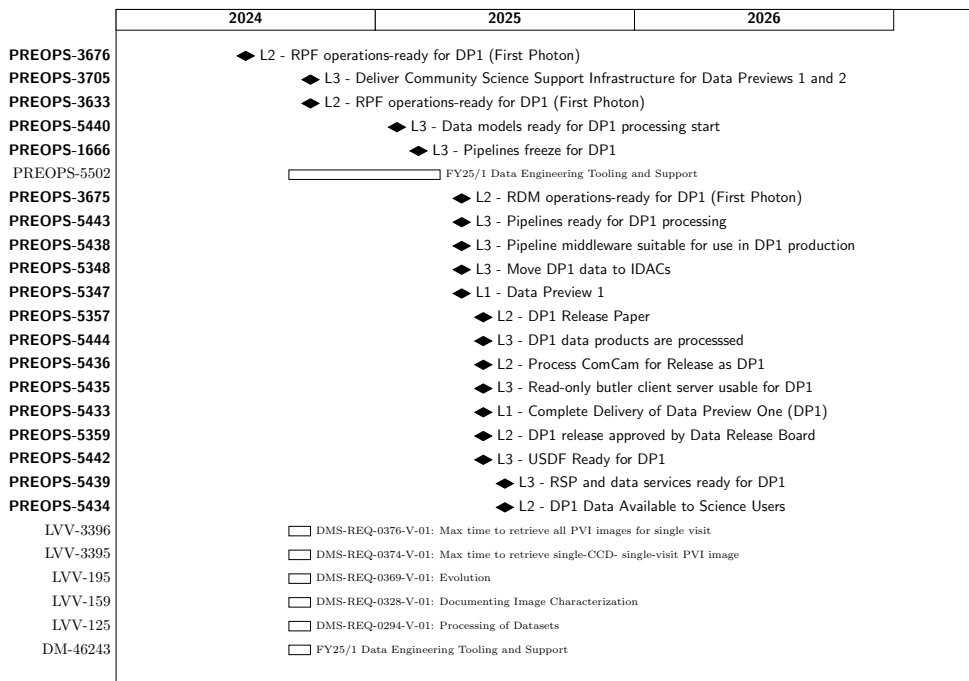 2024 2025 2026
PREOPS-3676 L2 - RPF operations-ready for DP1 (First Photon)
PREOPS-3705 L3 - Deliver Community Science Support Infrastructure for Data Previews 1 and 2
PREOPS-3633 L2 - RPF operations-ready for DP1 (First Photon)
PREOPS-5440 L3 - Data models ready for DP1 processing start
PREOPS-1666 L3 - Pipelines freeze for DP1
PREOPS-5502 FY25/1 Data Engineering Tooling and Support
PREOPS-3675 L2 - RDM operations-ready for DP1 (First Photon)
PREOPS-5443 L3 - Pipelines ready for DP1 processing
PREOPS-5438 L3 - Pipeline middleware suitable for use in DP1 production
PREOPS-5348 L3 - Move DP1 data to IDACs
PREOPS-5347 L1 - Data Preview 1
PREOPS-5357 L2 - DP1 Release Paper
PREOPS-5444 L3 - DP1 data products are processsed
PREOPS-5436 L2 - Process ComCam for Release as DP1
PREOPS-5435 L3 - Read-only butler client server usable for DP1
PREOPS-5433 L1 - Complete Delivery of Data Preview One (DP1)
PREOPS-5359 L2 - DP1 release approved by Data Release Board
PREOPS-5442 L3 - USDF Ready for DP1
PREOPS-5439 L3 - RSP and data services ready for DP1
PREOPS-5434 L2 - DP1 Data Available to Science Users
LVV-3396 DMS-REQ-0376-V-01: Max time to retrieve all PVI images for single visit
LVV-3395 DMS-REQ-0374-V-01: Max time to retrieve single-CCD- single-visit PVI image
LVV-195 DMS-REQ-0369-V-01: Evolution
LVV-159 DMS-REQ-0328-V-01: Documenting Image Characterization
LVV-125 DMS-REQ-0294-V-01: Processing of Datasets
DM-46243 FY25/1 Data Engineering Tooling and Support